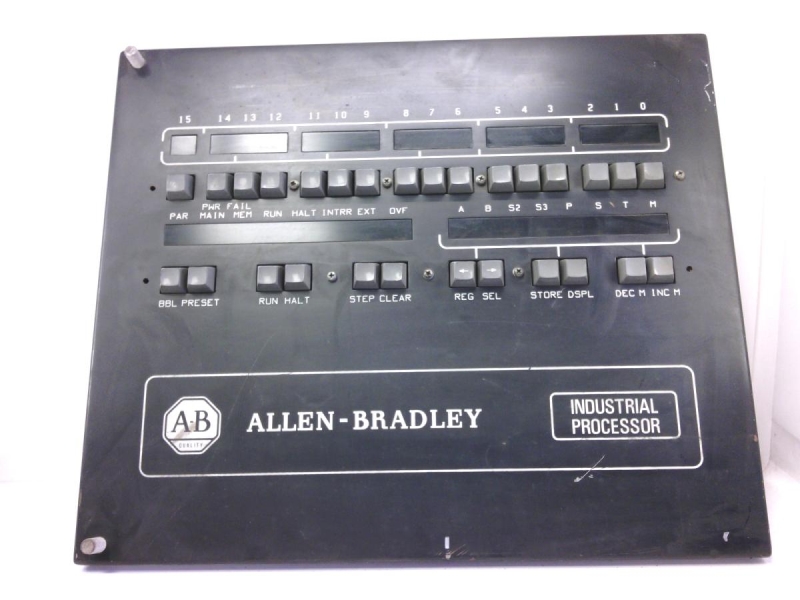 15 14 13 12 11 10 9 8 7 6 5 4 3 2 1 0
PWR FAIL
PAR MAIN MEM RUN HALT INTRR EXT OVF A B S2 S3 P S T M
← →
BBL PRESET RUN HALT STEP CLEAR REG SEL STORE DSPL DEC M INC M
A-B
QUALITY
ALLEN-BRADLEY
INDUSTRIAL
PROCESSOR